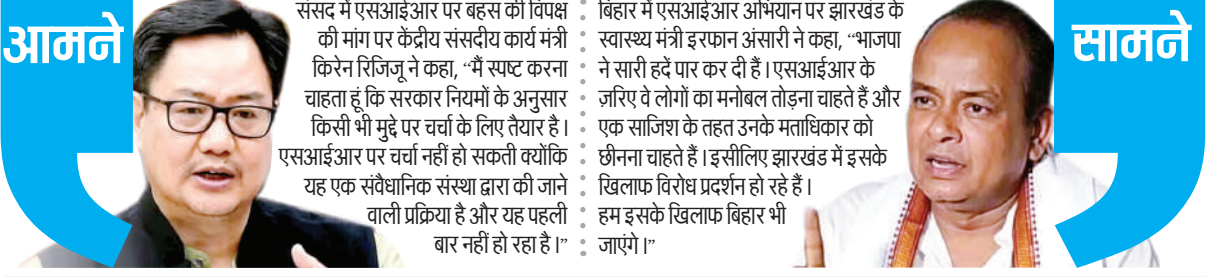 आमने
संसद में एसआईआर पर बहस की विपक्ष
की मांग पर केंद्रीय संसदीय कार्य मंत्री
किरेन रिजिजू ने कहा, “मैं स्पष्ट करना
चाहता हूं कि सरकार नियमों के अनुसार
किसी भी मुद्दे पर चर्चा के लिए तैयार है।
एसआईआर पर चर्चा नहीं हो सकती क्योंकि
यह एक संवैधानिक संस्था द्वारा की जाने
वाली प्रक्रिया है और यह पहली
बार नहीं हो रहा है।”
बिहार में एसआईआर अभियान पर झारखंड के
स्वास्थ्य मंत्री इरफान अंसारी ने कहा, “भाजपा
ने सारी हदें पार कर दी हैं। एसआईआर के
ज़रिए वे लोगों का मनोबल तोड़ना चाहते हैं और
एक साजिश के तहत उनके मताधिकार को
छीनना चाहते हैं। इसीलिए झारखंड में इसके
खिलाफ विरोध प्रदर्शन हो रहे हैं।
हम इसके खिलाफ बिहार भी
जाएंगे।”
सामने